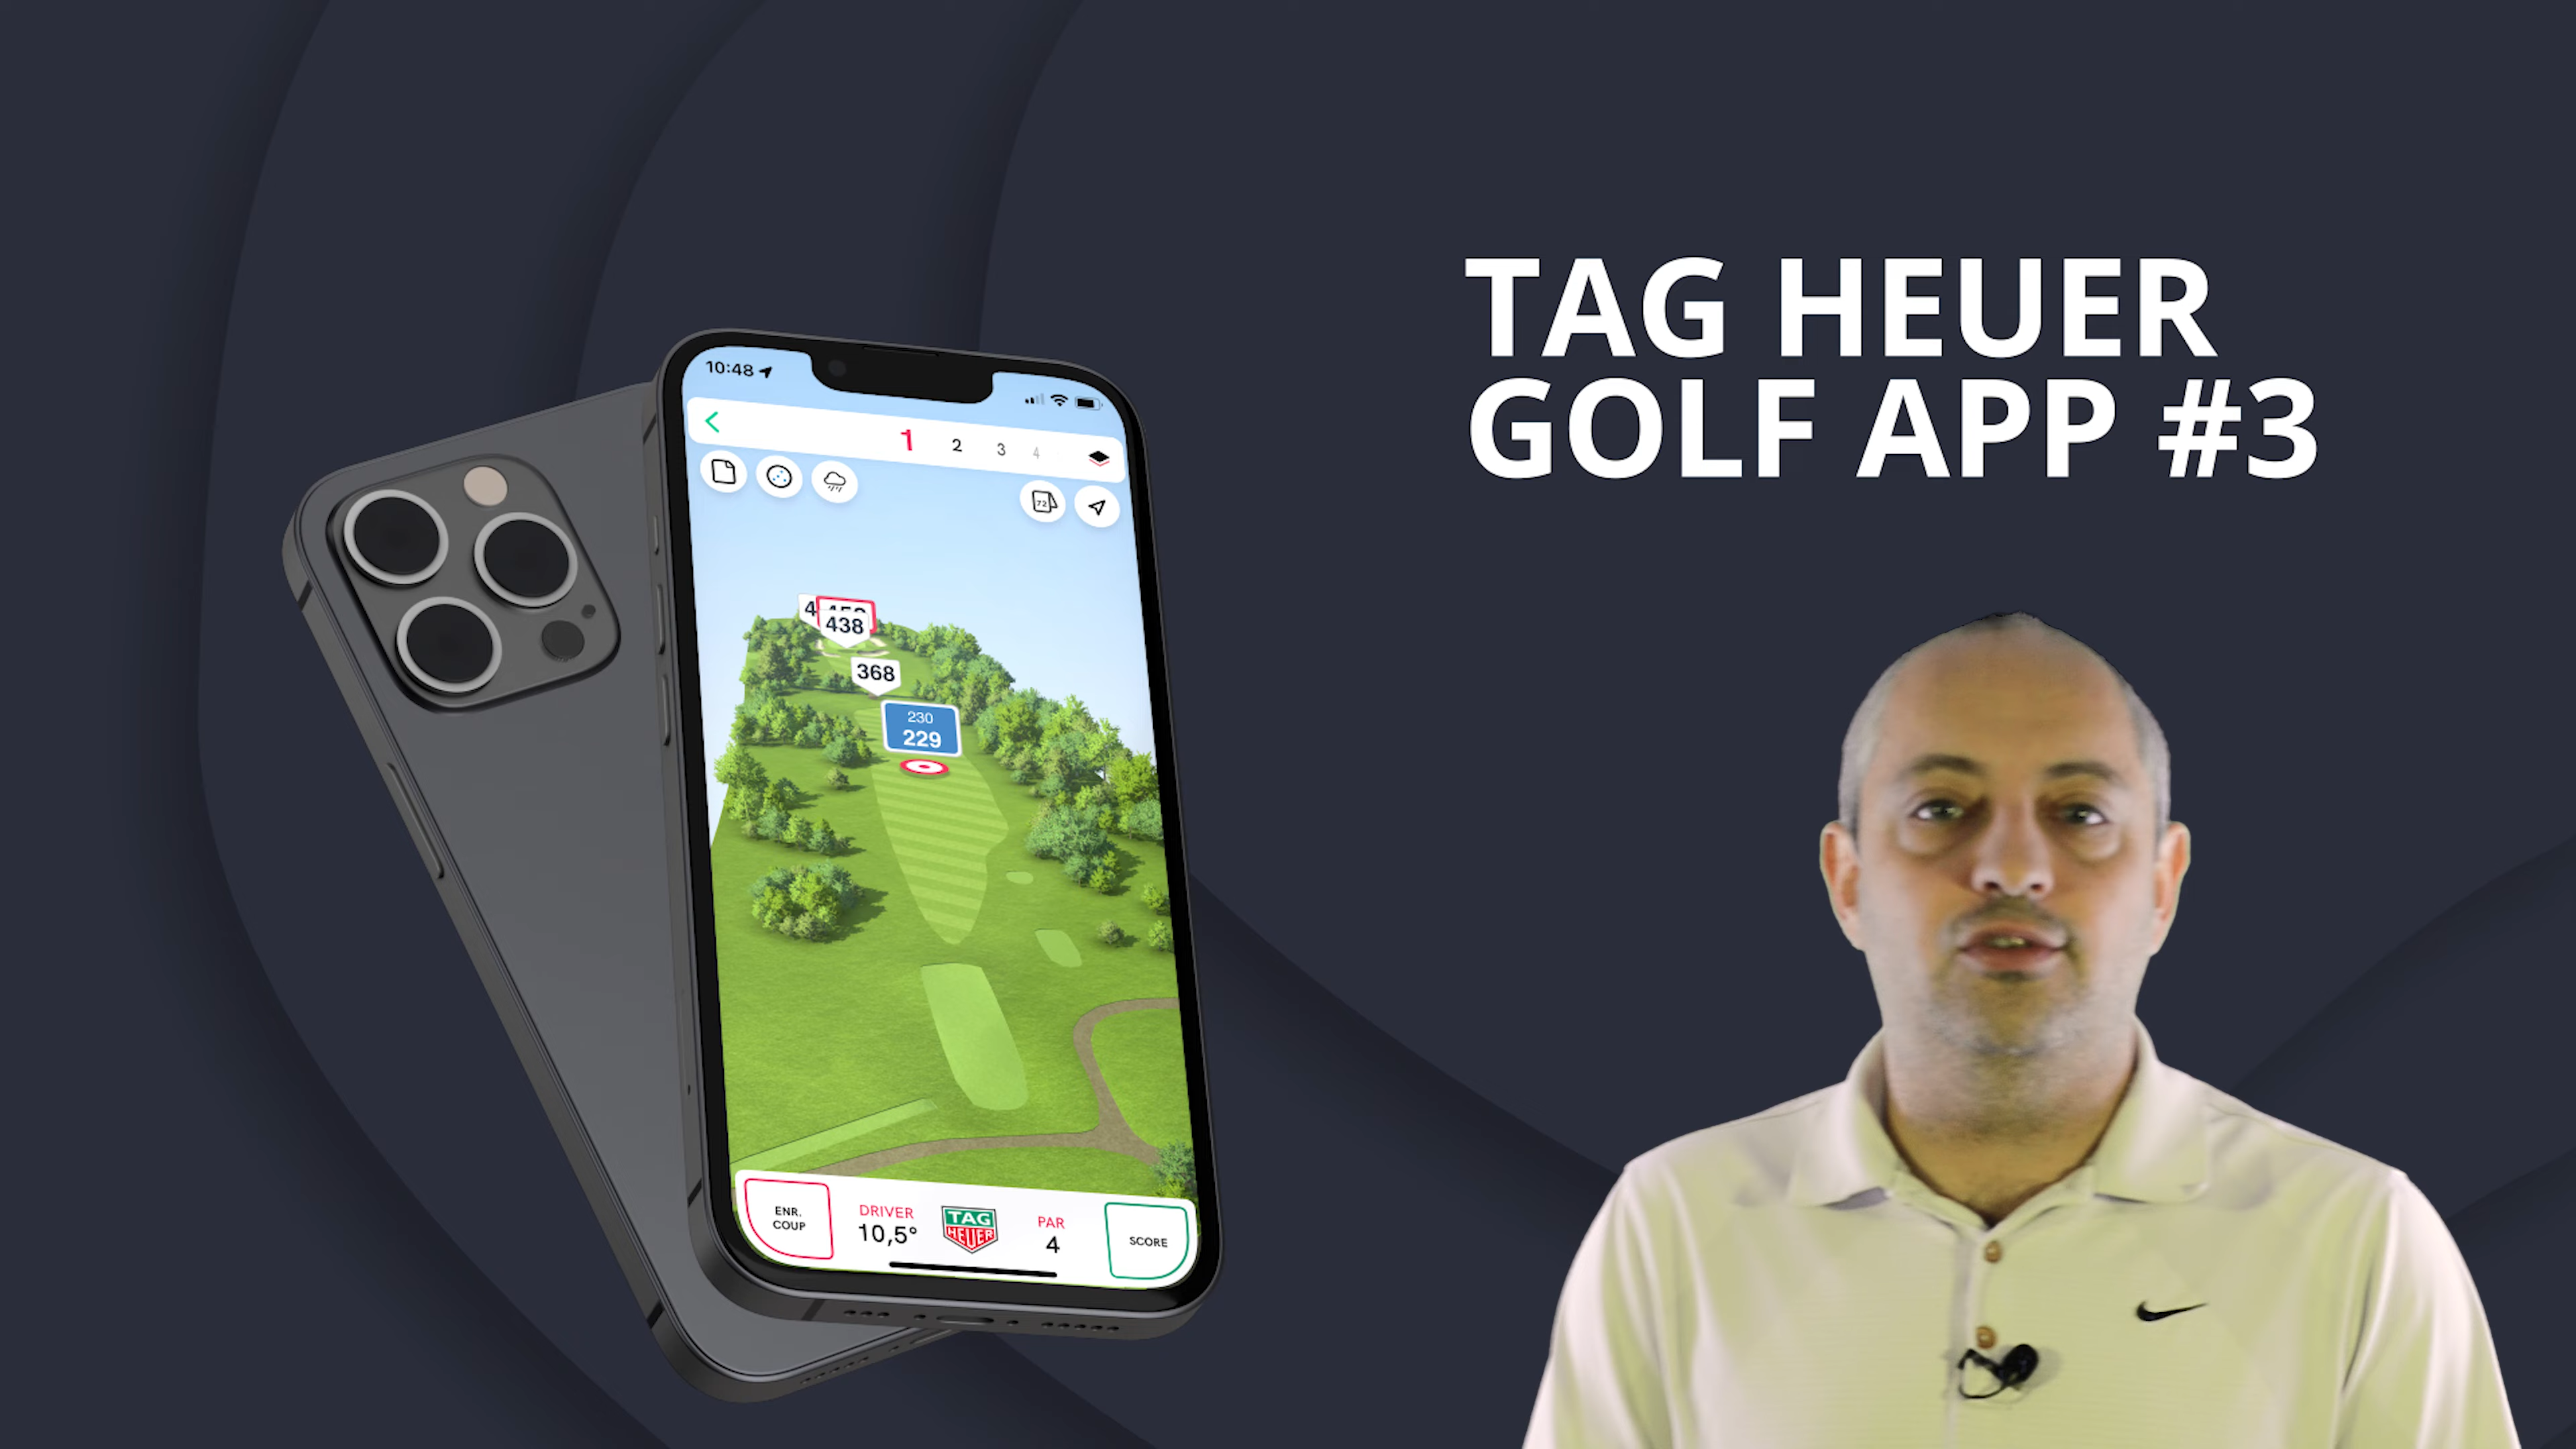 TAG HEUER
GOLF APP #3
10:48
1 2 3 4
72
438
368
230
229
ENR.
COUP
DRIVER
10,5°
TAG
HEUER
PAR
4
SCORE